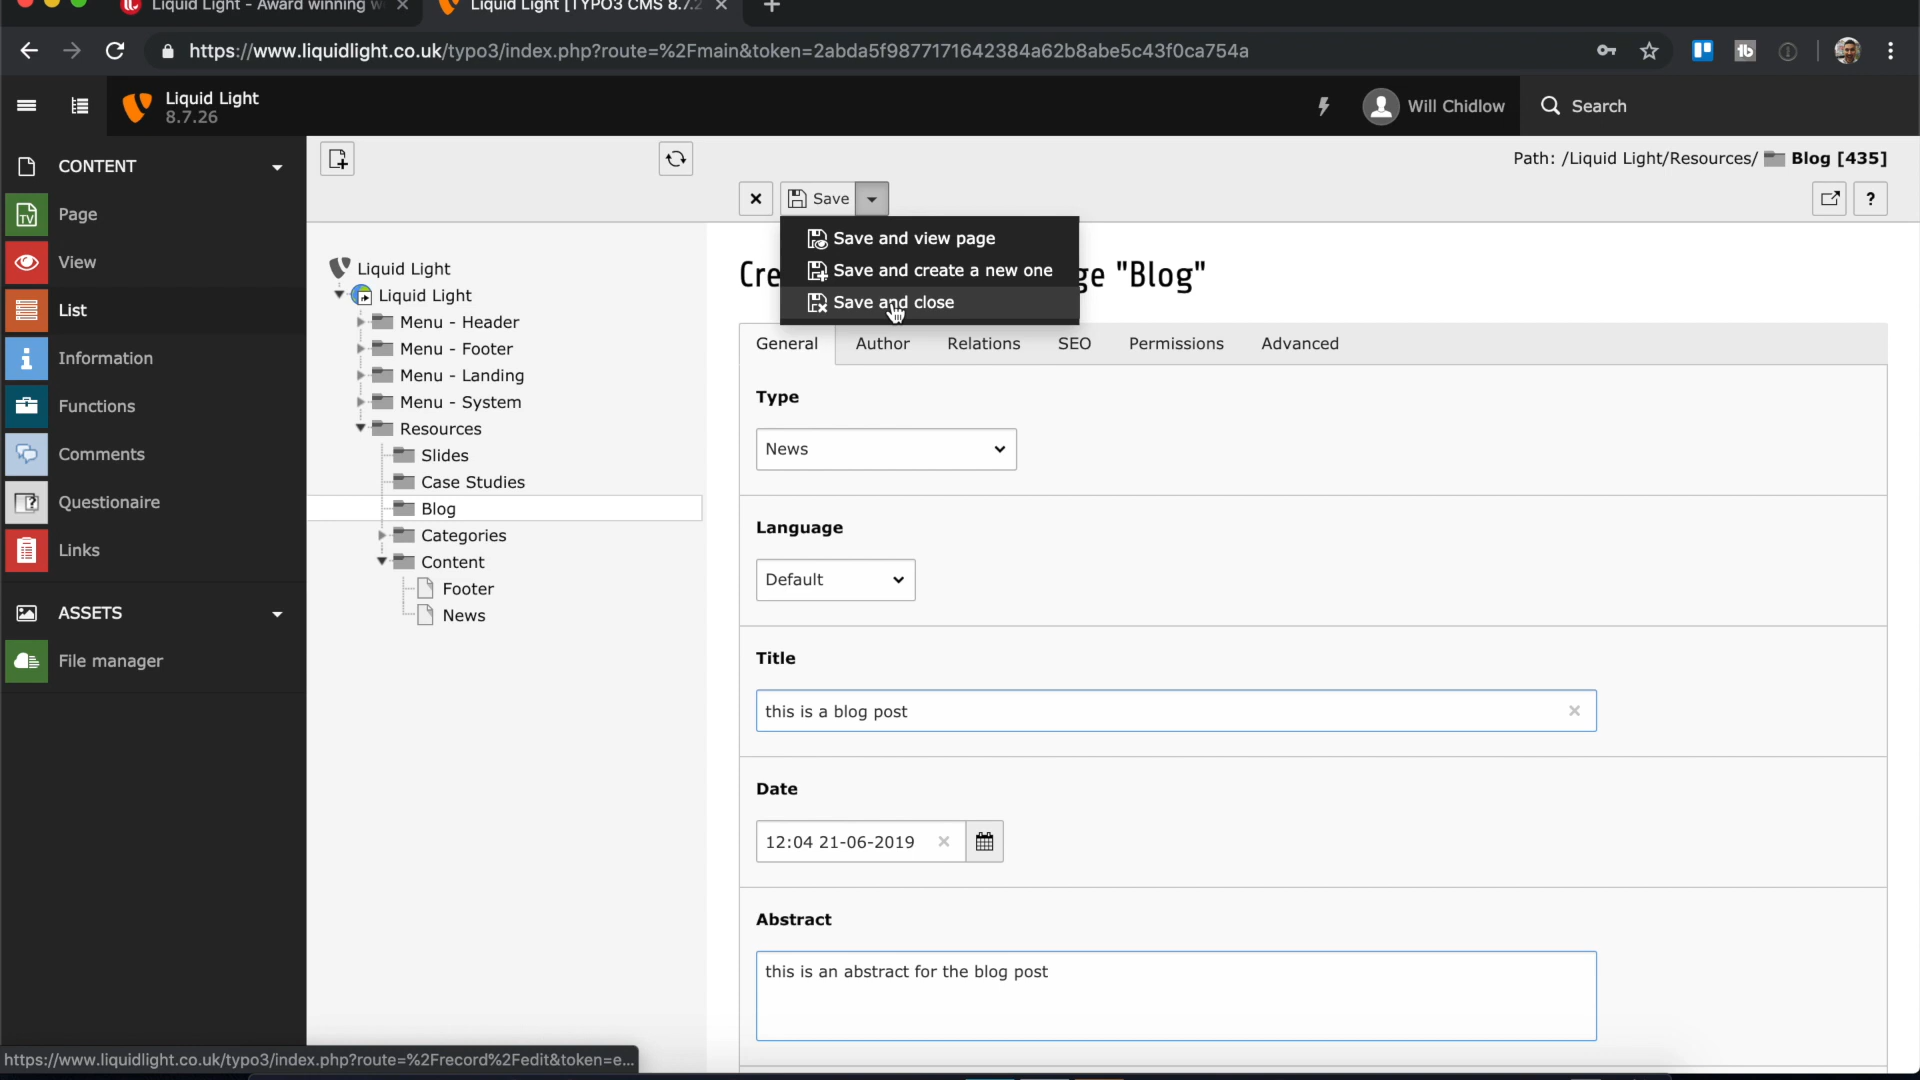 Liquid Light - Award winning w
Liquid Light [TYPO3 CMS 8.7.2
https://www.liquidlight.co.uk/typo3/index.php?route=%2Fmain&token=2abda5f9877171642384a62b8abe5c43f0ca754a
Liquid Light
8.7.26
Will Chidlow
Search
CONTENT
Page
View
List
Information
Functions
Comments
Questionaire
Links
ASSETS
File manager
Liquid Light
Liquid Light
Menu - Header
Menu - Footer
Menu - Landing
Menu - System
Resources
Slides
Case Studies
Blog
Categories
Content
Footer
News
Path: /Liquid Light/Resources/ Blog [435]
Save
?
Save and view page
Save and create a new one
Save and close
Cre
ge "Blog"
General Author Relations SEO Permissions Advanced
Type
News
Language
Default
Title
this is a blog post
Date
12:04 21-06-2019
Abstract
this is an abstract for the blog post
https://www.liquidlight.co.uk/typo3/index.php?route=%2Frecord%2Fedit&token=e...